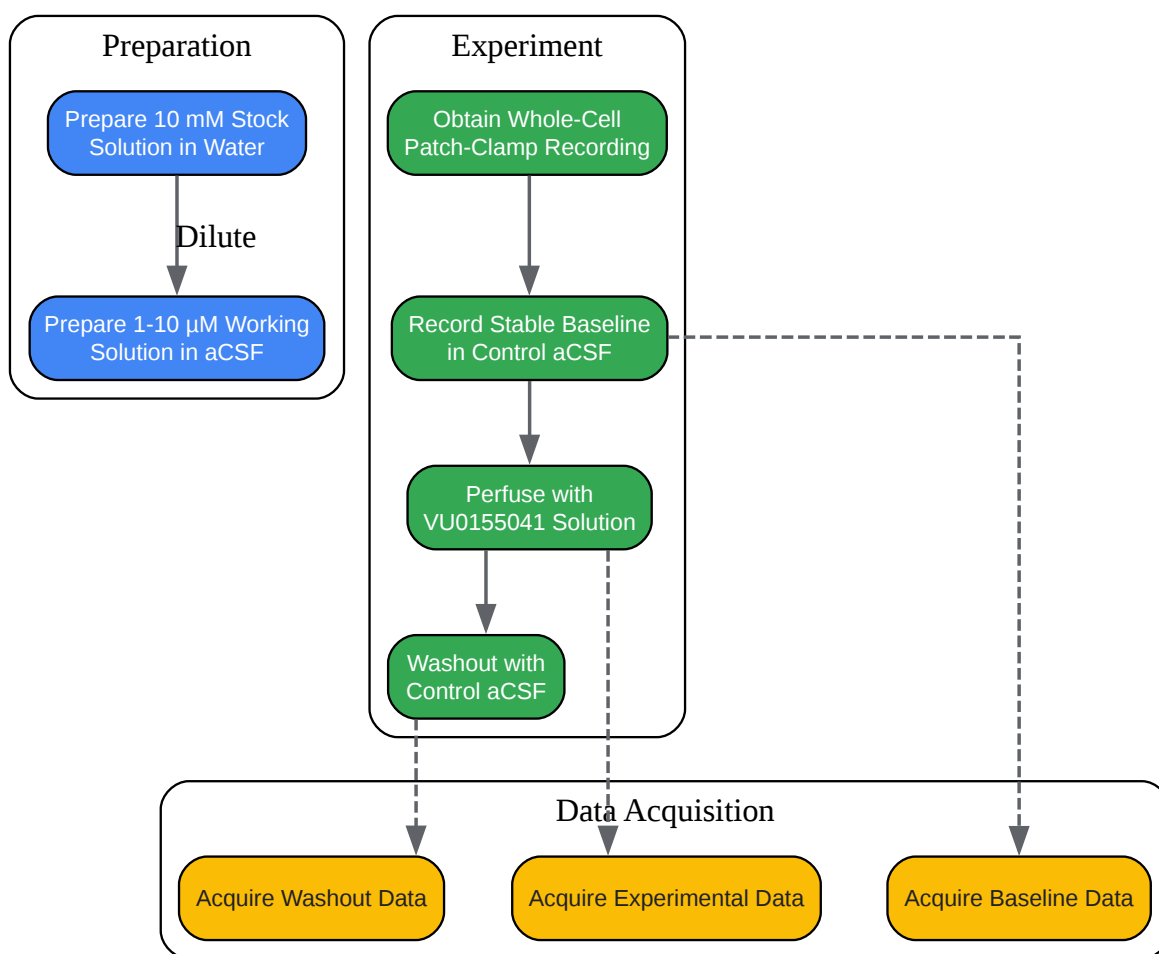 Preparation
Prepare 10 mM Stock
Solution in Water
Dilute
Prepare 1-10 µM Working
Solution in aCSF
Experiment
Obtain Whole-Cell
Patch-Clamp Recording
Record Stable Baseline
in Control aCSF
Perfuse with
VU0155041 Solution
Washout with
Control aCSF
Data Acquisition
Acquire Washout Data
Acquire Experimental Data
Acquire Baseline Data